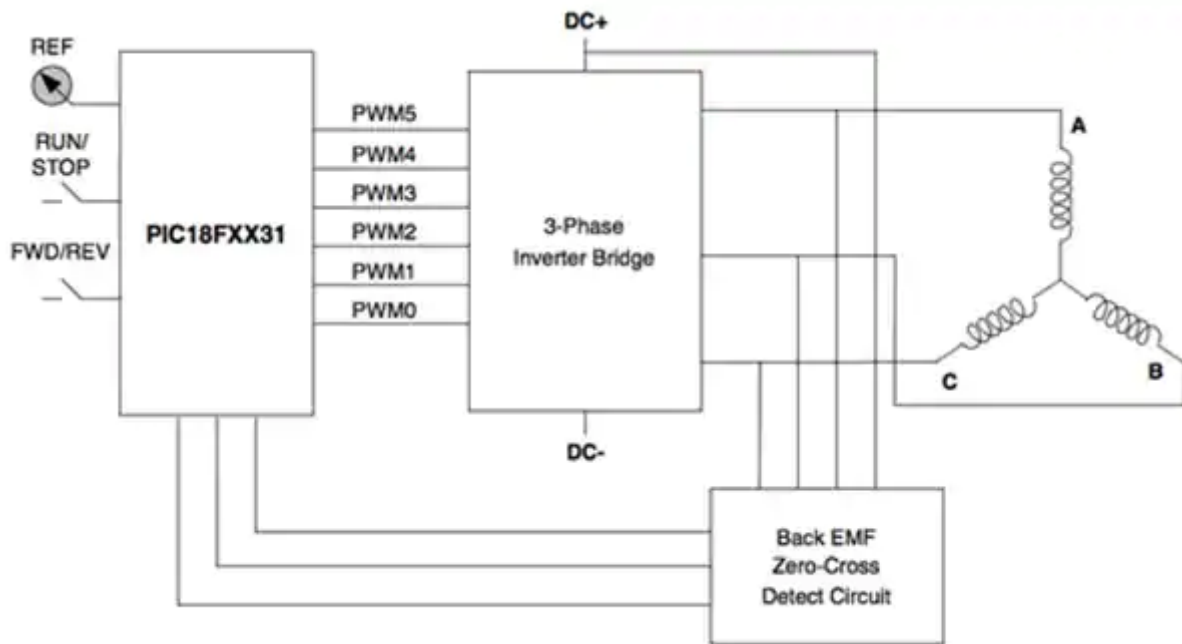 DC+
REF
RUN/
STOP
FWD/REV
PIC18FXX31
PWM5
PWM4
PWM3
PWM2
PWM1
PWM0
3-Phase
Inverter Bridge
A
B
C
DC-
Back EMF
Zero-Cross
Detect Circuit